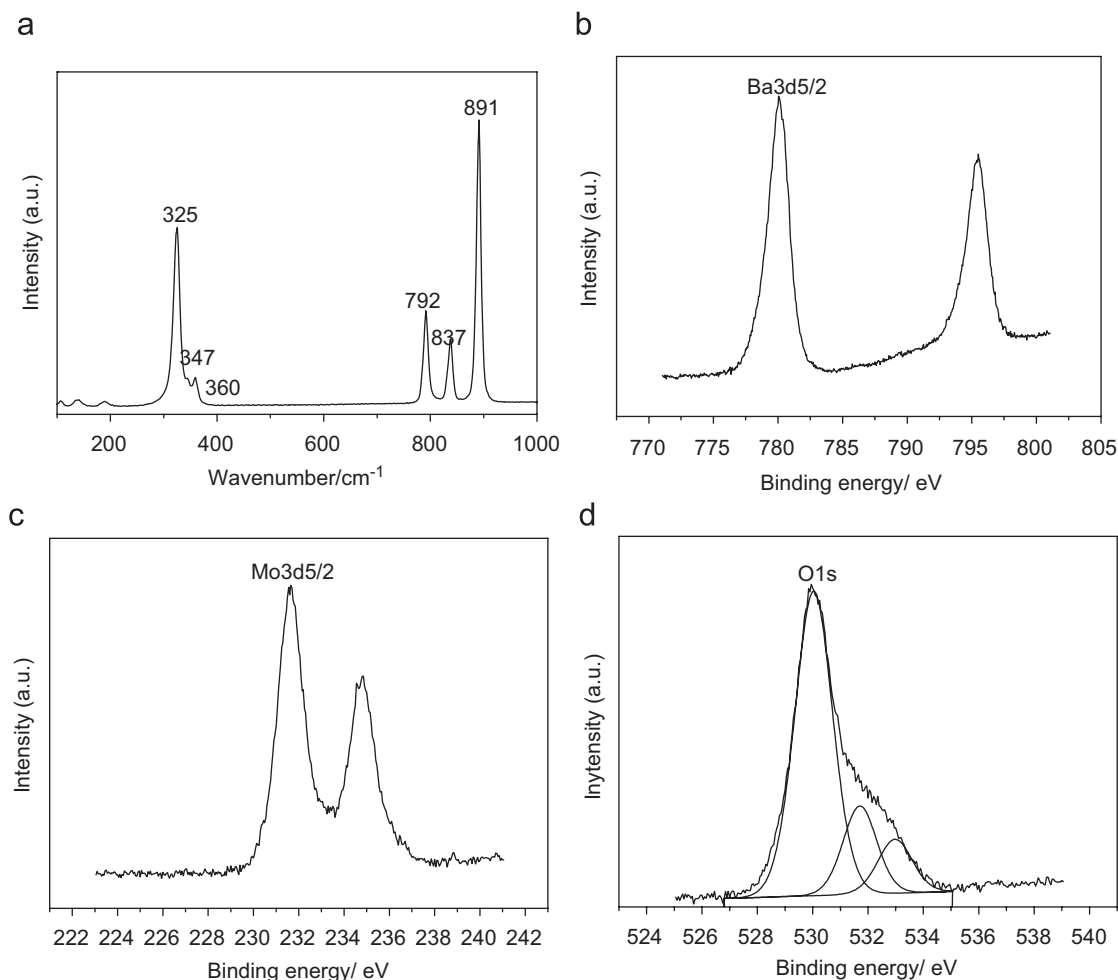 a
891
325
792
837
347
360
Intensity (a.u.)
200 400 600 800 1000
Wavenumber/cm-1
b
Ba3d5/2
Intensity (a.u.)
770 775 780 785 790 795 800 805
Binding energy/ eV
c
Mo3d5/2
Intensity (a.u.)
222 224 226 228 230 232 234 236 238 240 242
Binding energy/ eV
d
O1s
Inytensity (a.u.)
524 526 528 530 532 534 536 538 540
Binding energy/ eV